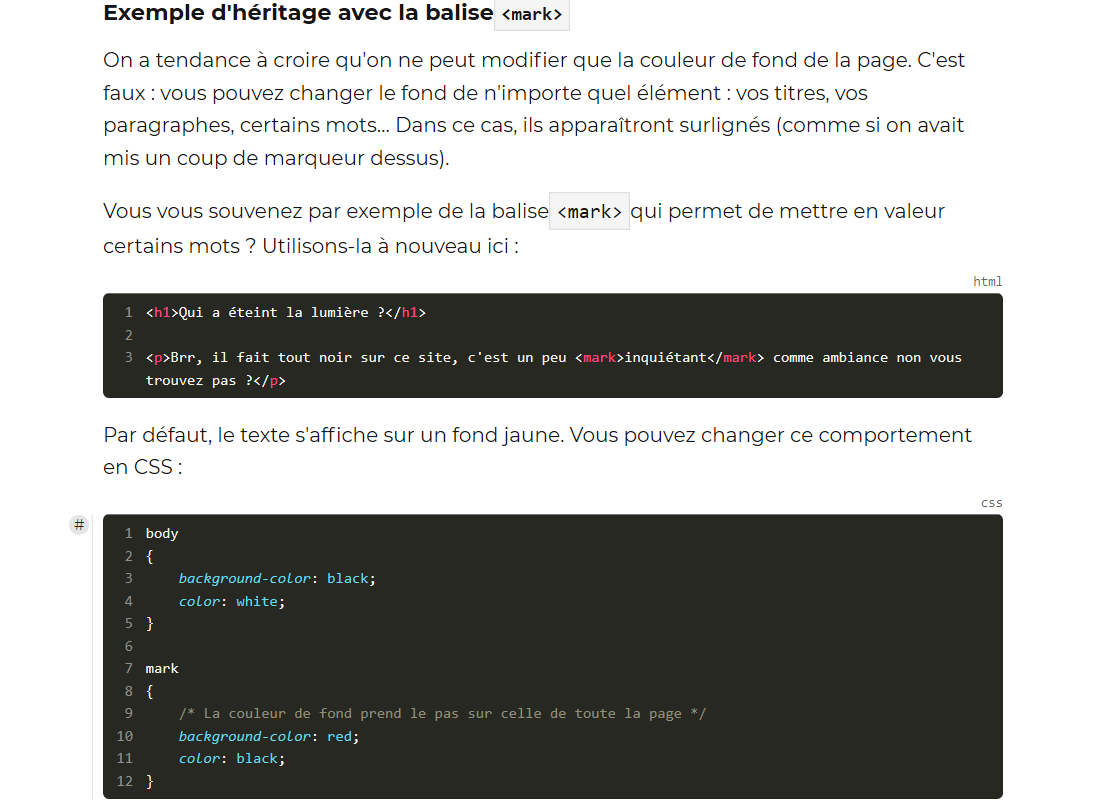 Exemple d'héritage avec la balise <mark>
On a tendance à croire qu'on ne peut modifier que la couleur de fond de la page. C'est
faux : vous pouvez changer le fond de n'importe quel élément : vos titres, vos
paragraphes, certains mots... Dans ce cas, ils apparaîtront surlignés (comme si on avait
mis un coup de marqueur dessus).
Vous vous souvenez par exemple de la balise <mark> qui permet de mettre en valeur
certains mots ? Utilisons-la à nouveau ici :
html
1 <h1>Qui a éteint la lumière ?</h1>
2
3 <p>Brr, il fait tout noir sur ce site, c'est un peu <mark>inquiétant</mark> comme ambiance non vous
trouvez pas ?</p>
Par défaut, le texte s'affiche sur un fond jaune. Vous pouvez changer ce comportement
en CSS :
css
#
1 body
2 {
3 background-color: black;
4 color: white;
5 }
6
7 mark
8 {
9 /* La couleur de fond prend le pas sur celle de toute la page */
10 background-color: red;
11 color: black;
12 }